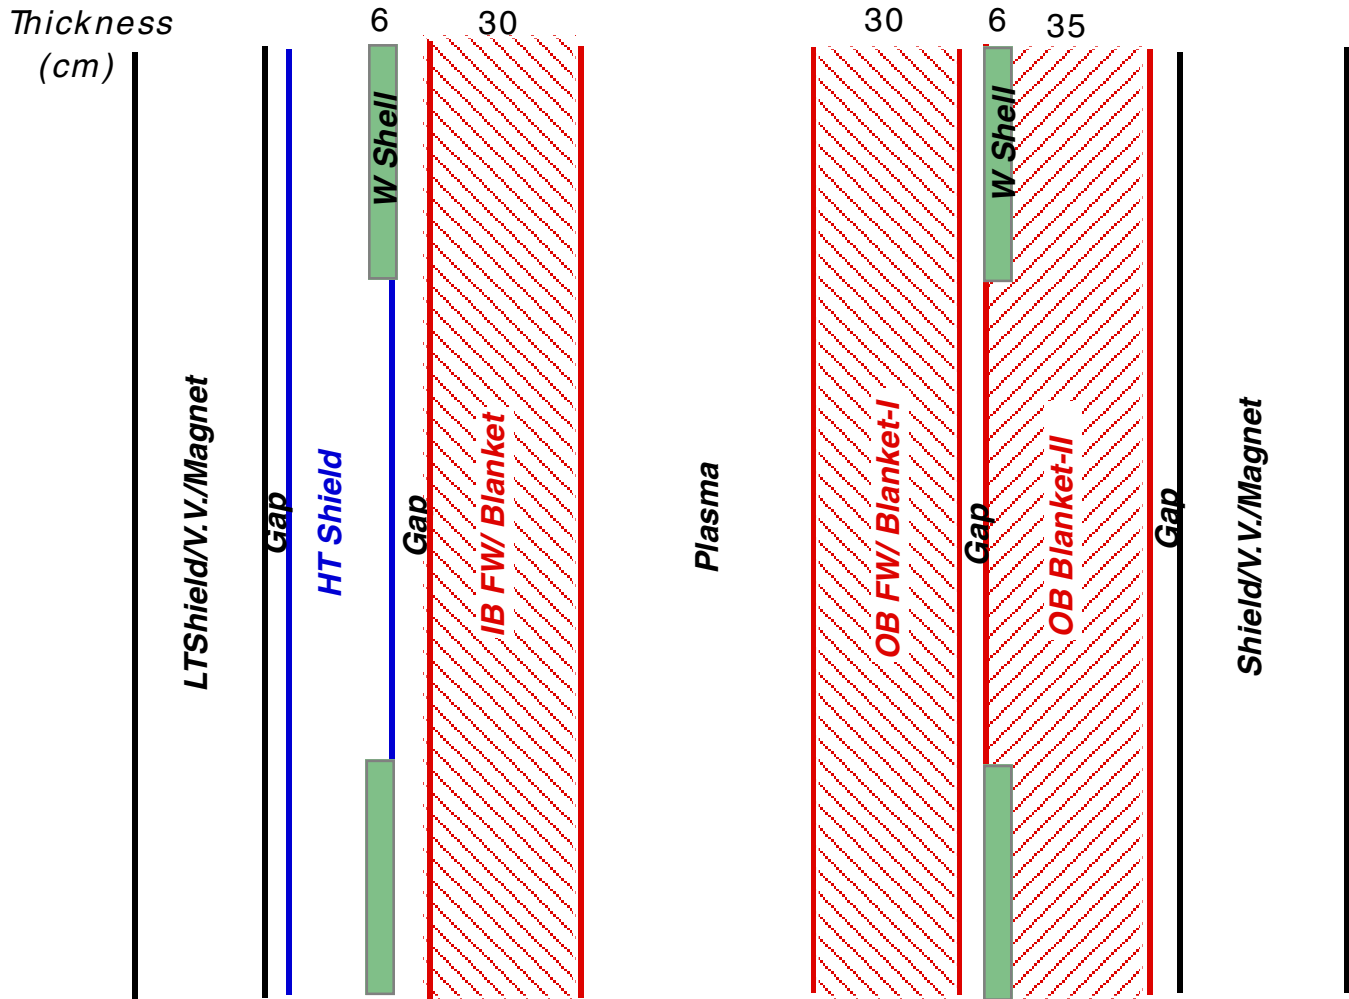 Thickness
(cm)
6
30
30
6
35
W Shell
W Shell
LTShield/V.V./Magnet
Gap
HT Shield
Gap
IB FW/ Blanket
Plasma
OB FW/ Blanket-I
Gap
OB Blanket-II
Gap
Shield/V.V./Magnet